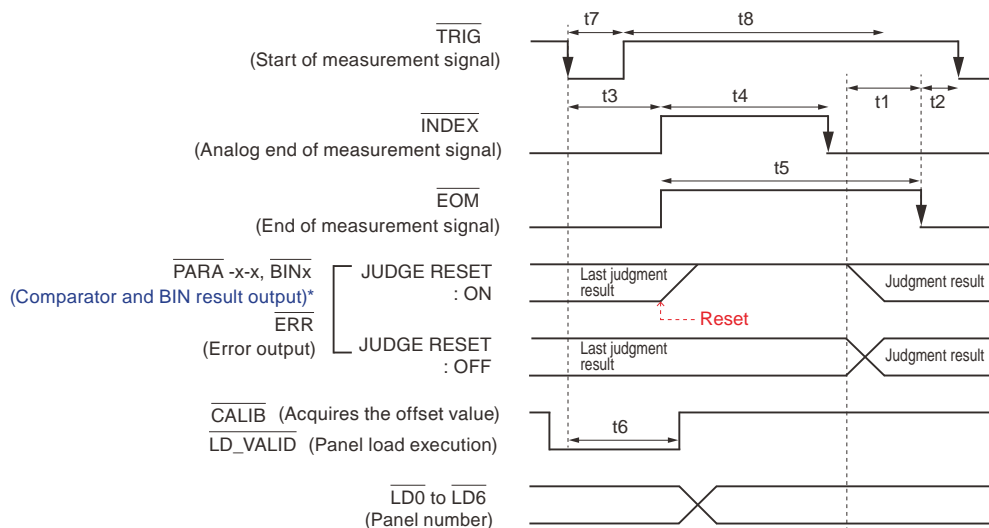 t7
t8
TRIG
(Start of measurement signal)
t3
t4
t1
t2
INDEX
(Analog end of measurement signal)
t5
EOM
(End of measurement signal)
PARA -x-x, BINx
(Comparator and BIN result output)*
ERR
(Error output)
JUDGE RESET
: ON
Last judgment
result
Judgment result
Reset
JUDGE RESET
: OFF
Last judgment
result
Judgment result
CALIB (Acquires the offset value)
LD_VALID (Panel load execution)
t6
LD0 to LD6
(Panel number)